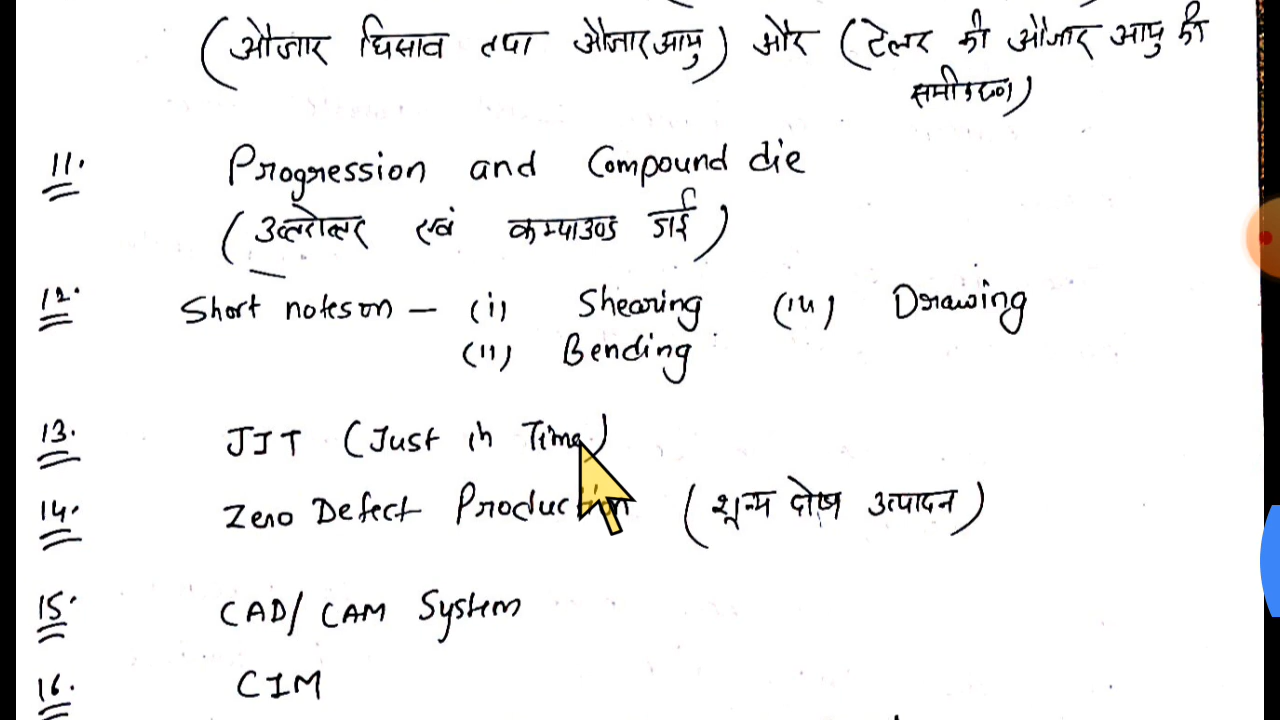 (औजार घिसाव तथा औजार आयु) और (टेलर की औजार आयु की
समीकरण)
11. Progression and Compound die
(उत्तरोत्तर एवं कम्पाउण्ड डाई)
12. Short notes on - (i) Shearing (iii) Drawing
(ii) Bending
13. JIT (Just in Time)
14. Zero Defect Production (शून्य दोष उत्पादन)
15. CAD/CAM System
16. CIM